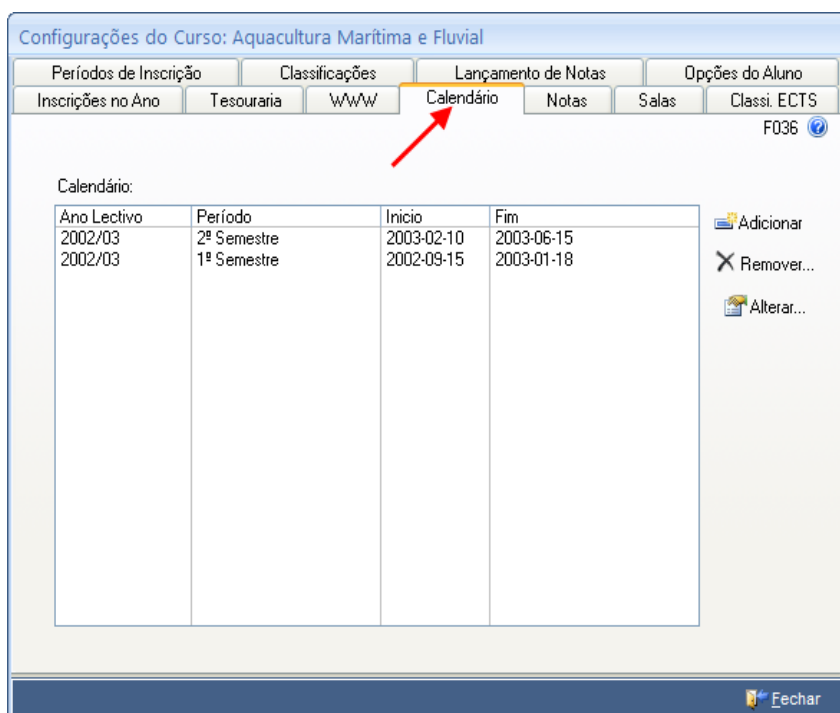 Configurações do Curso: Aquacultura Marítima e Fluvial
Períodos de Inscrição Classificações Lançamento de Notas Opções do Aluno
Inscrições no Ano Tesouraria WWW Calendário Notas Salas Classi. ECTS
F036
Calendário:
Ano Lectivo Período Inicio Fim
2002/03 2º Semestre 2003-02-10 2003-06-15
2002/03 1º Semestre 2002-09-15 2003-01-18
Adicionar
Remover...
Alterar...
Fechar